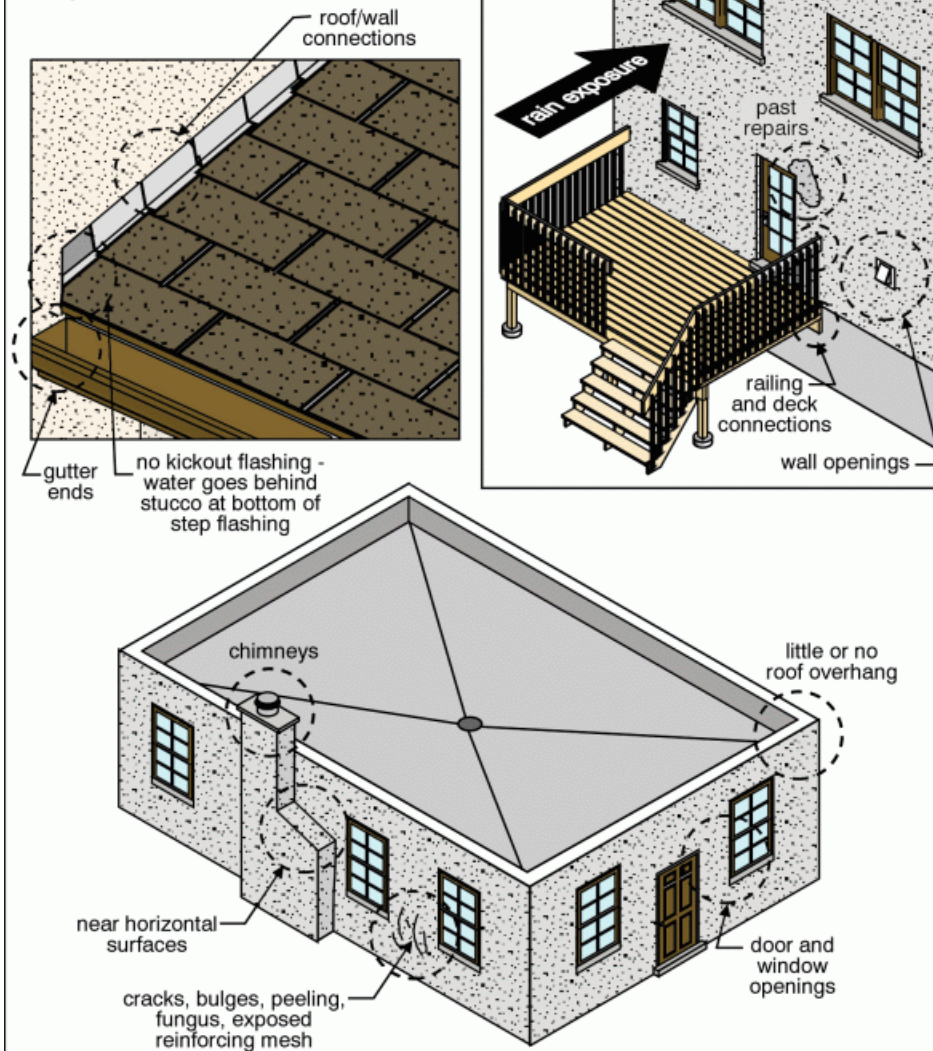 roof/wall
connections
rain exposure
past
repairs
railing
and deck
connections
wall openings
gutter
ends
no kickout flashing -
water goes behind
stucco at bottom of
step flashing
chimneys
little or no
roof overhang
near horizontal
surfaces
cracks, bulges, peeling,
fungus, exposed
reinforcing mesh
door and
window
openings